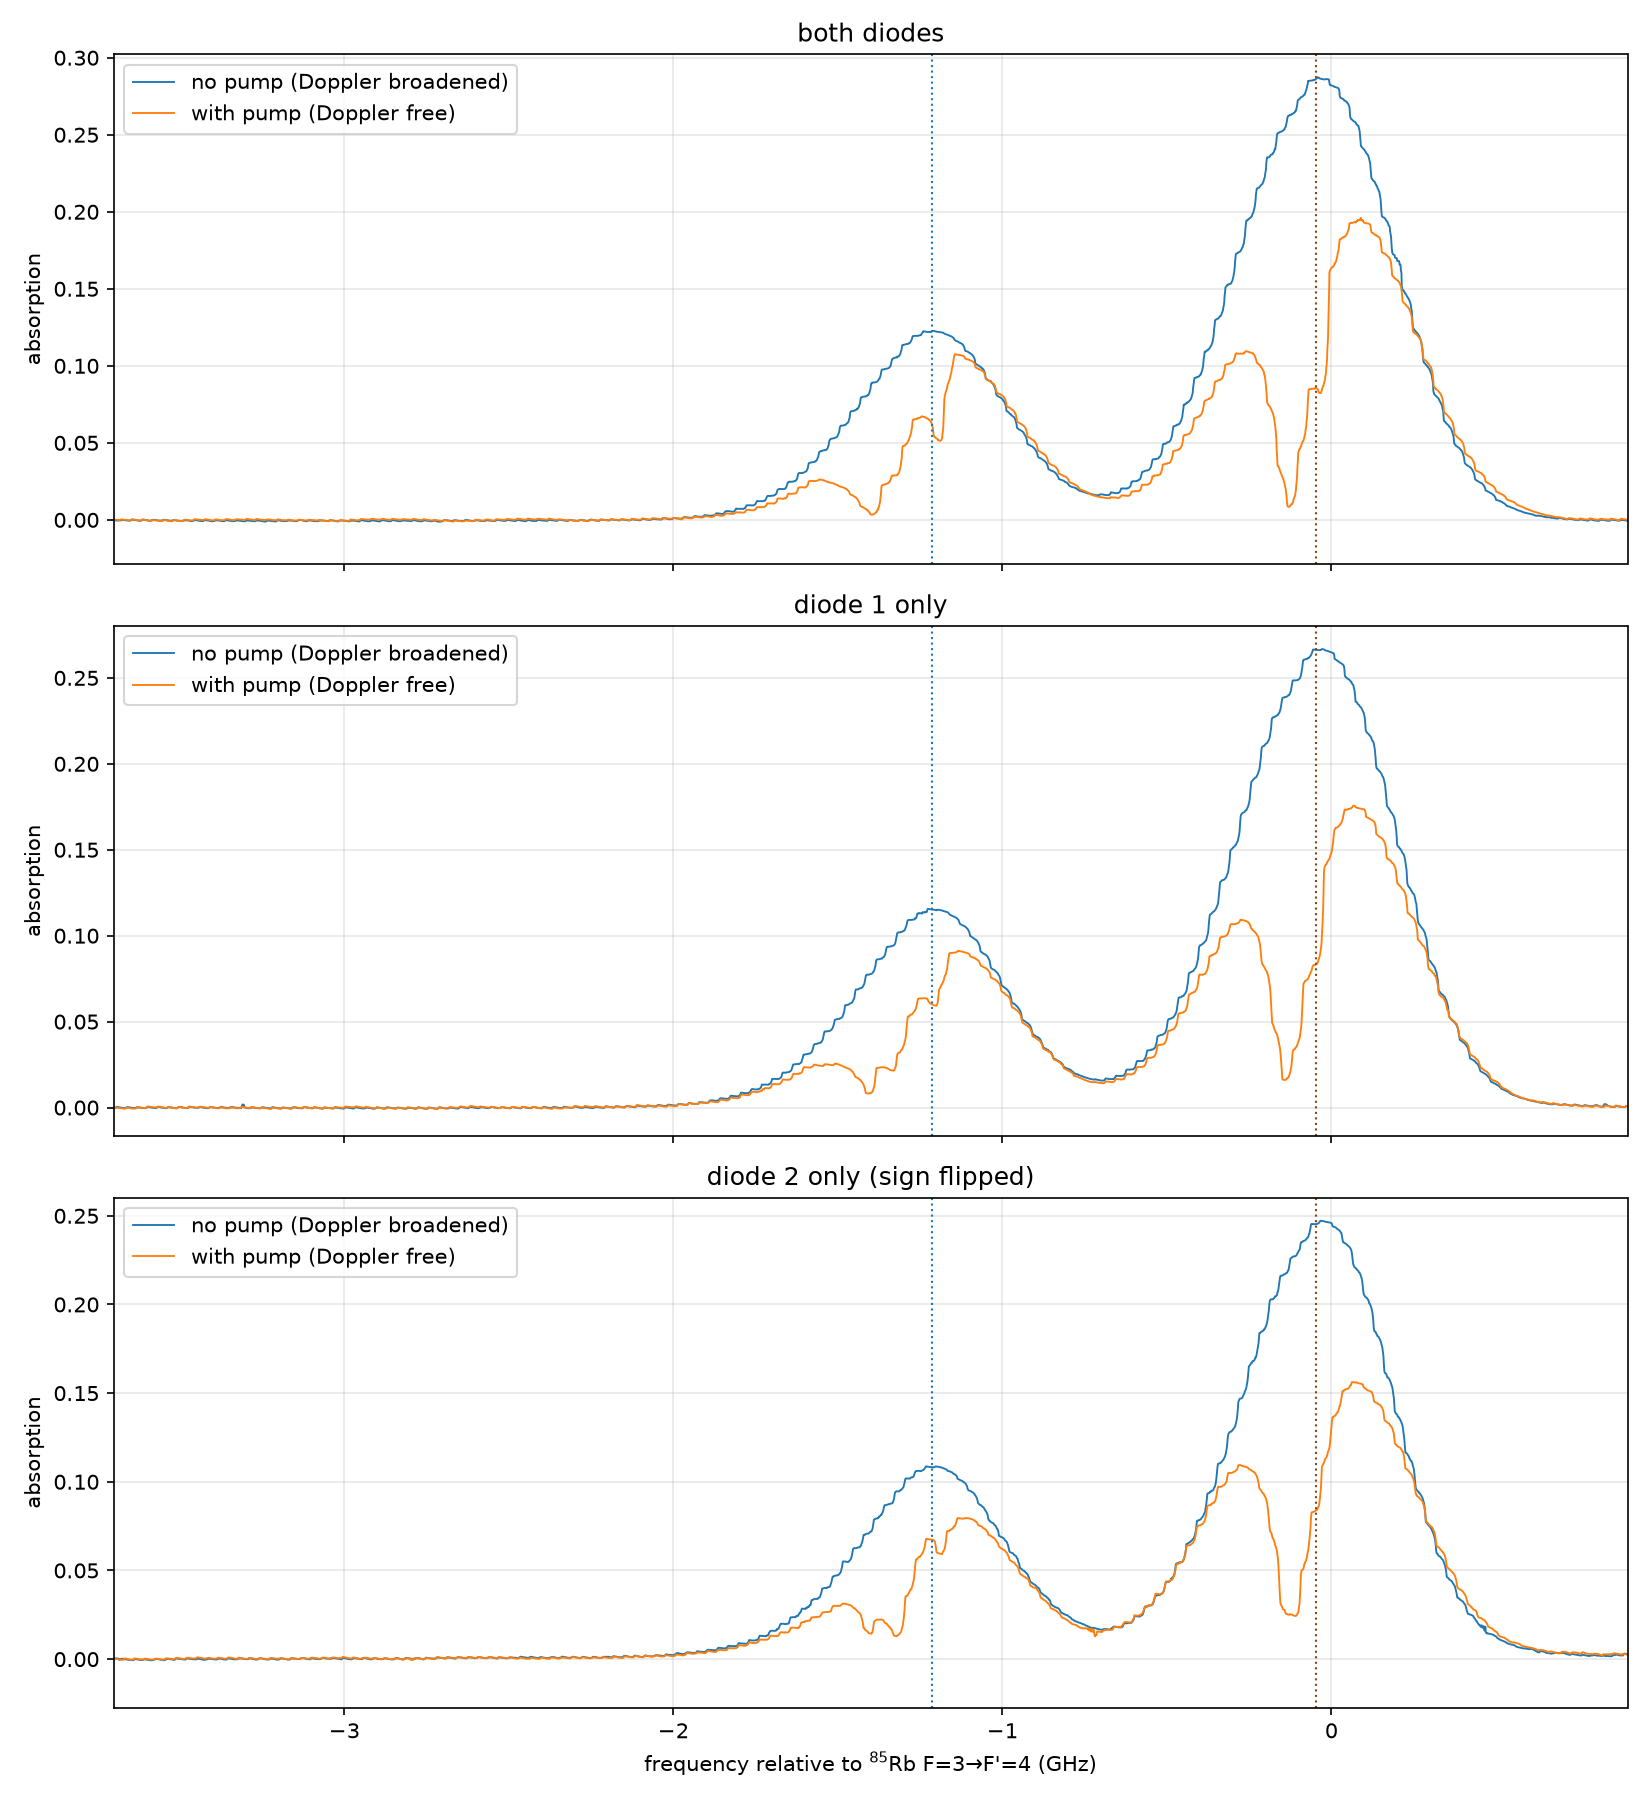 both diodes
no pump (Doppler broadened)
with pump (Doppler free)
0.30
0.25
0.20
0.15
0.10
0.05
0.00
absorption
diode 1 only
no pump (Doppler broadened)
with pump (Doppler free)
0.25
0.20
0.15
0.10
0.05
0.00
absorption
diode 2 only (sign flipped)
no pump (Doppler broadened)
with pump (Doppler free)
0.25
0.20
0.15
0.10
0.05
0.00
absorption
−3 −2 −1 0
frequency relative to ⁸⁵Rb F=3→F'=4 (GHz)